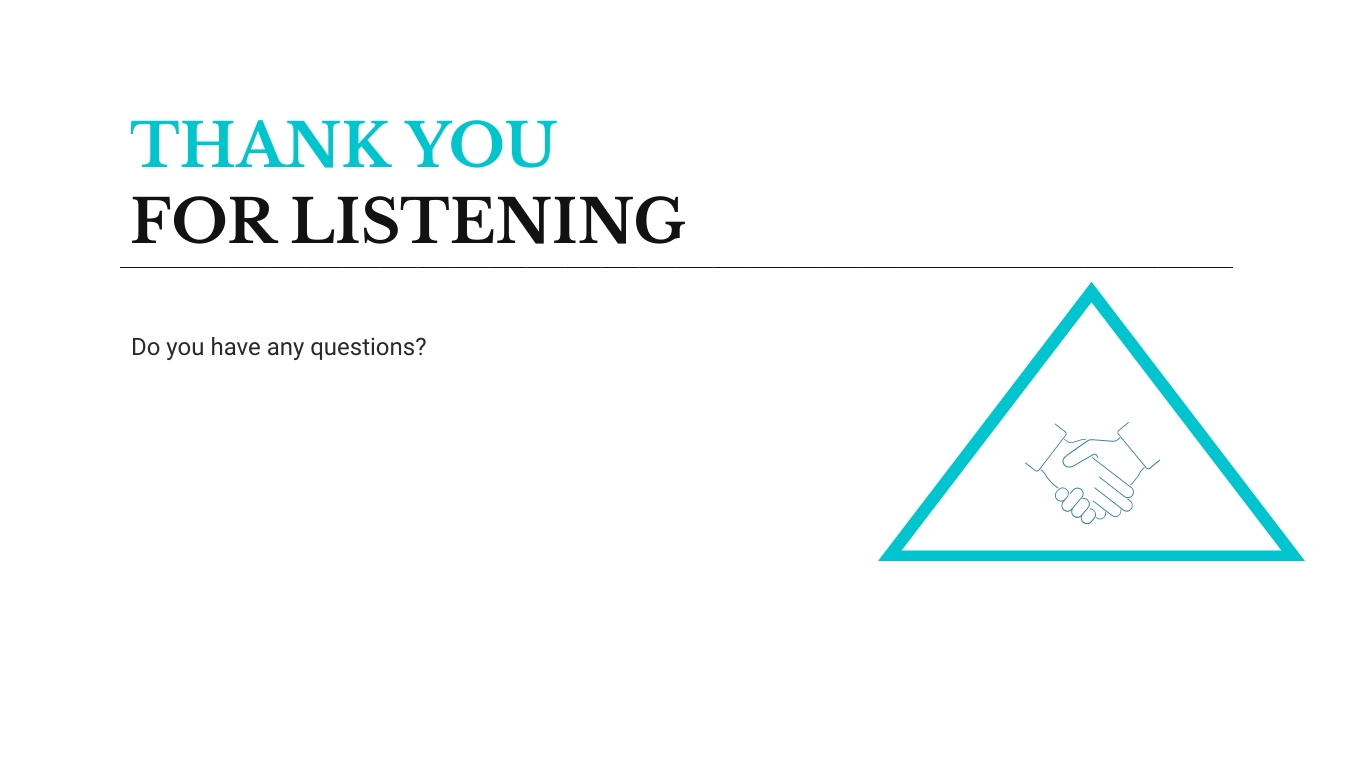 THANK YOU
FOR LISTENING
Do you have any questions?